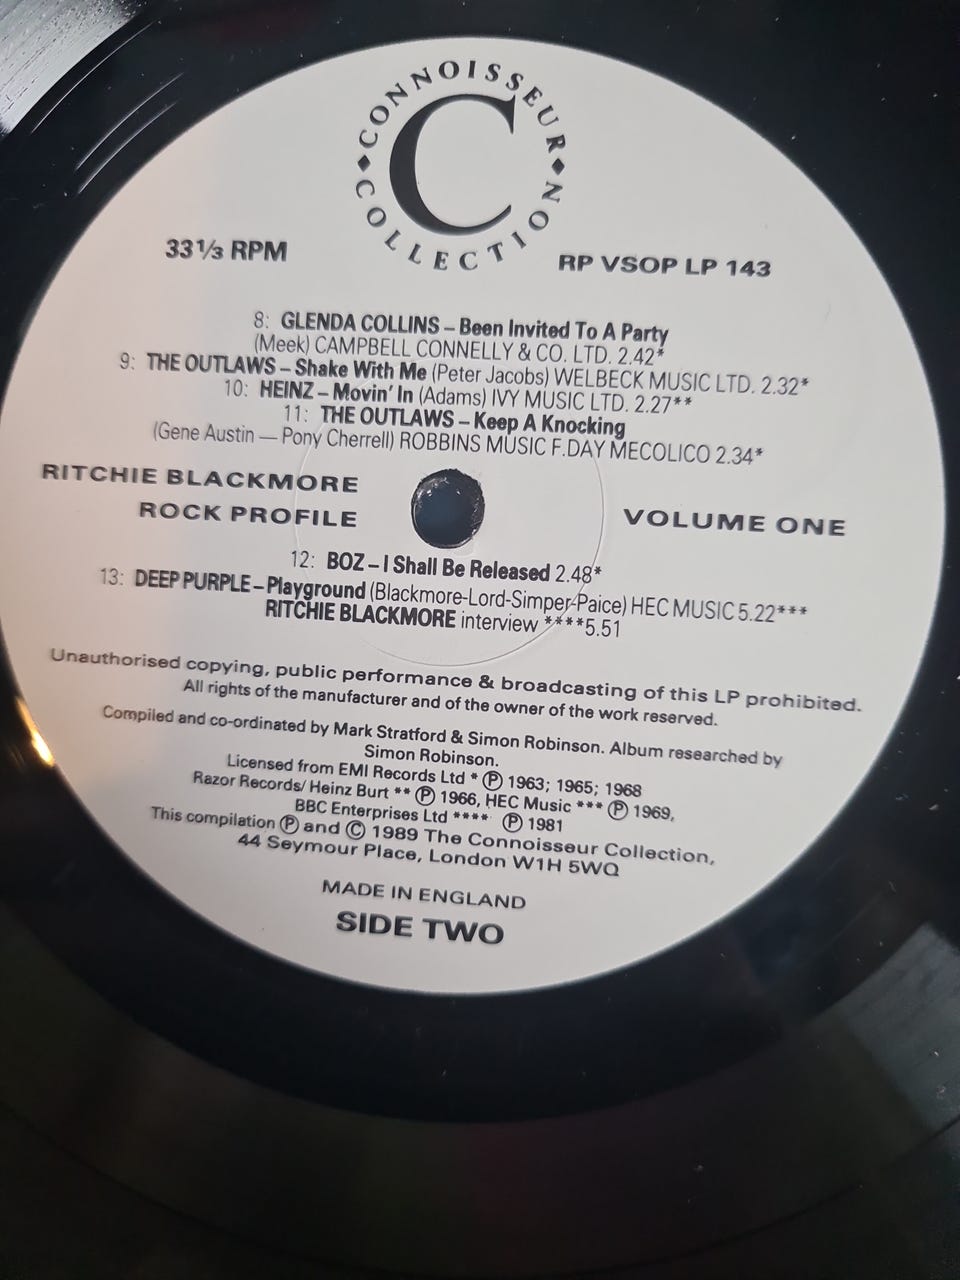 CONNOISSEUR
C
COLLECTION
33 1/3 RPM
RP VSOP LP 143
8: GLENDA COLLINS – Been Invited To A Party
(Meek) CAMPBELL CONNELLY & CO. LTD. 2.42*
9: THE OUTLAWS – Shake With Me (Peter Jacobs) WELBECK MUSIC LTD. 2.32*
10: HEINZ – Movin' In (Adams) IVY MUSIC LTD. 2.27**
11: THE OUTLAWS – Keep A Knocking
(Gene Austin — Pony Cherrell) ROBBINS MUSIC F.DAY MECOLICO 2.34*
RITCHIE BLACKMORE
ROCK PROFILE
VOLUME ONE
12: BOZ – I Shall Be Released 2.48*
13: DEEP PURPLE – Playground (Blackmore-Lord-Simper-Paice) HEC MUSIC 5.22***
RITCHIE BLACKMORE interview ****5.51
Unauthorised copying, public performance & broadcasting of this LP prohibited.
All rights of the manufacturer and of the owner of the work reserved.
Compiled and co-ordinated by Mark Stratford & Simon Robinson. Album researched by
Simon Robinson.
Licensed from EMI Records Ltd * ℗ 1963; 1965; 1968
Razor Records/ Heinz Burt ** ℗ 1966, HEC Music *** ℗ 1969,
BBC Enterprises Ltd **** ℗ 1981
This compilation ℗ and © 1989 The Connoisseur Collection,
44 Seymour Place, London W1H 5WQ
MADE IN ENGLAND
SIDE TWO